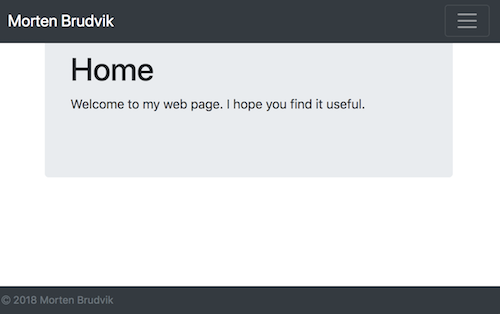 Morten Brudvik
Home
Welcome to my web page. I hope you find it useful.
© 2018 Morten Brudvik